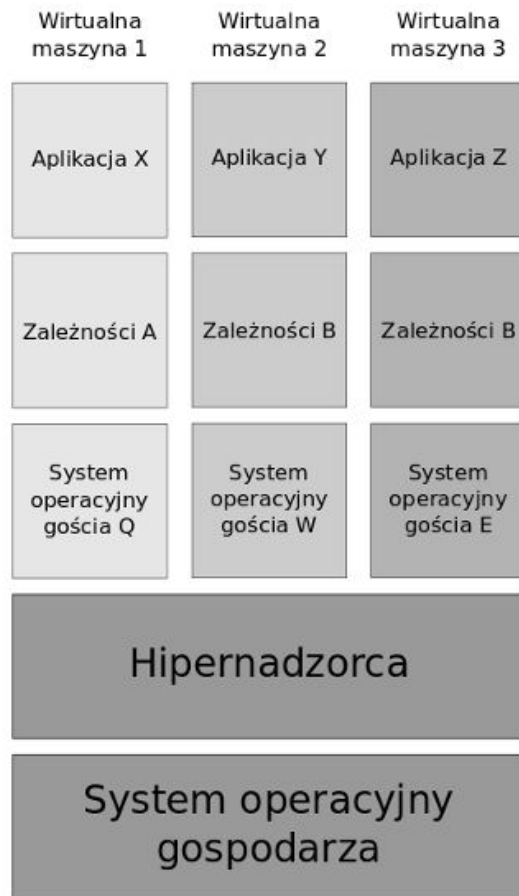 Wirtualna
maszyna 1
Wirtualna
maszyna 2
Wirtualna
maszyna 3
Aplikacja X
Aplikacja Y
Aplikacja Z
Zależności A
Zależności B
Zależności B
System
operacyjny
gościa Q
System
operacyjny
gościa W
System
operacyjny
gościa E
Hipernadzorca
System operacyjny
gospodarza